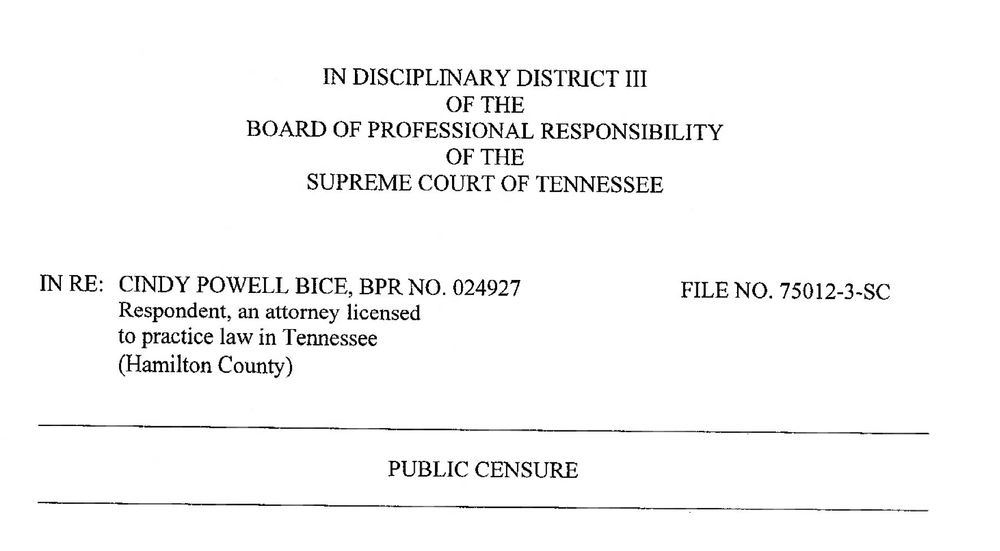 IN DISCIPLINARY DISTRICT III
OF THE
BOARD OF PROFESSIONAL RESPONSIBILITY
OF THE
SUPREME COURT OF TENNESSEE
IN RE: CINDY POWELL BICE, BPR NO. 024927 FILE NO. 75012-3-SC
Respondent, an attorney licensed
to practice law in Tennessee
(Hamilton County)
PUBLIC CENSURE